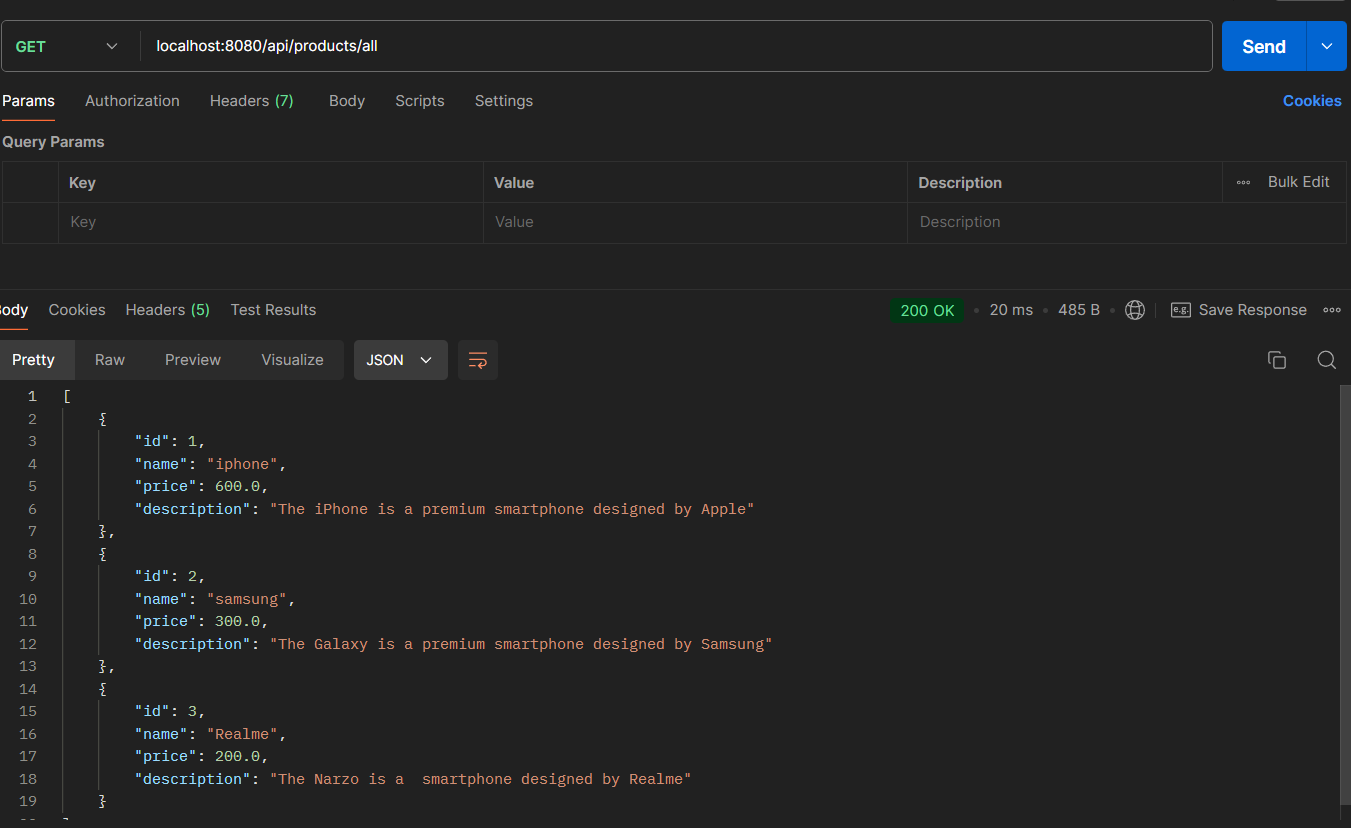 GET localhost:8080/api/products/all Send
Params Authorization Headers (7) Body Scripts Settings Cookies
Query Params
Key Value Description Bulk Edit
Key Value Description
Body Cookies Headers (5) Test Results 200 OK 20 ms 485 B e.g. Save Response
Pretty Raw Preview Visualize JSON
1 [
2 {
3 "id": 1,
4 "name": "iphone",
5 "price": 600.0,
6 "description": "The iPhone is a premium smartphone designed by Apple"
7 },
8 {
9 "id": 2,
10 "name": "samsung",
11 "price": 300.0,
12 "description": "The Galaxy is a premium smartphone designed by Samsung"
13 },
14 {
15 "id": 3,
16 "name": "Realme",
17 "price": 200.0,
18 "description": "The Narzo is a  smartphone designed by Realme"
19 }